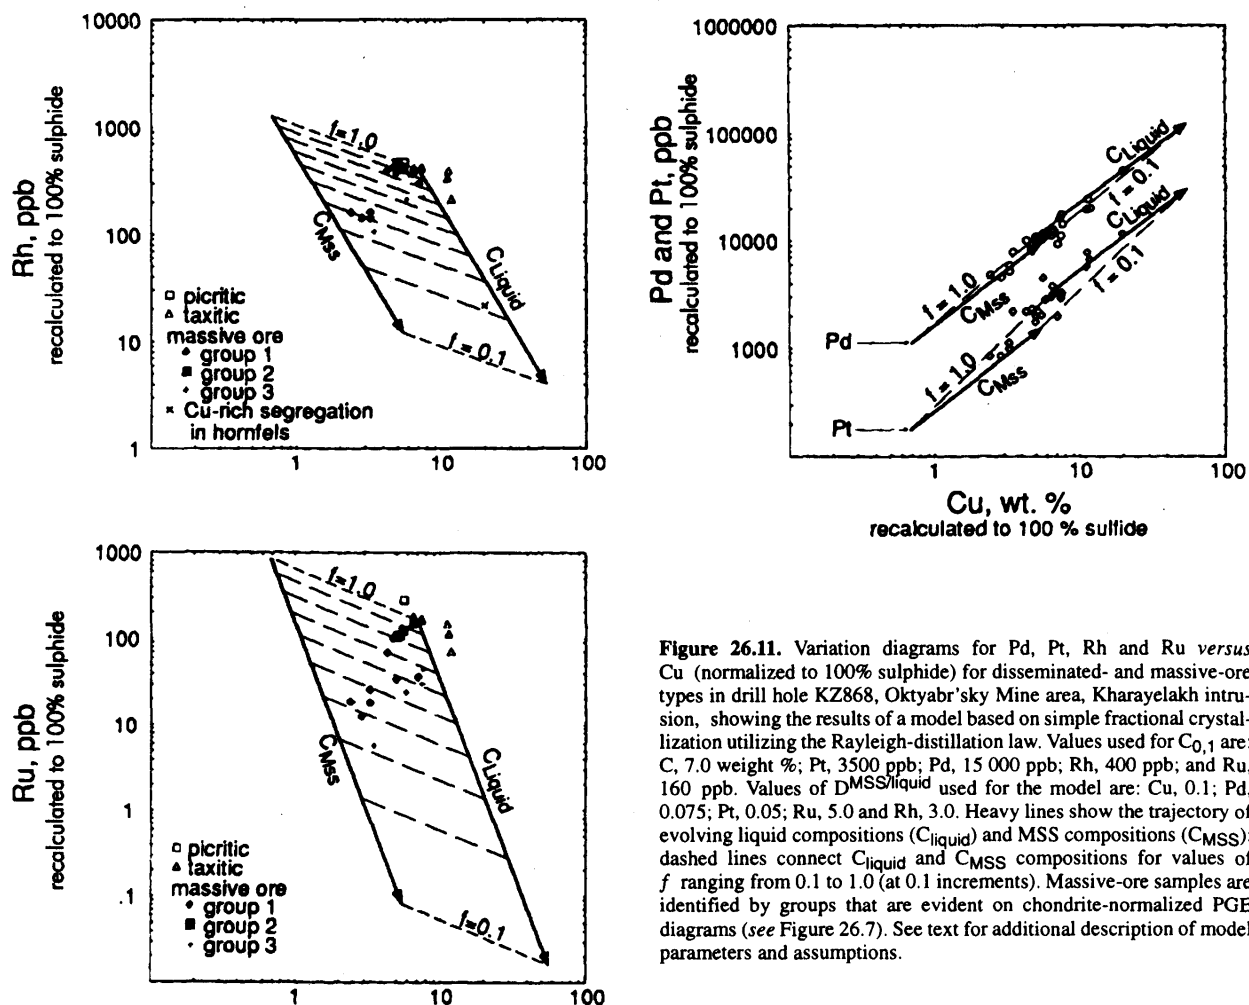 10000
1000
100
10
1
Rh, ppb
recalculated to 100% sulphide
f=1.0
CMss
CLiquid
f = 0.1
picritic
taxitic
massive ore
group 1
group 2
group 3
Cu-rich segregation
in hornfels
1
10
100
1000000
100000
10000
1000
Pd and Pt, ppb
recalculated to 100% sulphide
CLiquid
f = 0.1
CLiquid
f = 0.1
f = 1.0
CMss
Pd
f = 1.0
CMss
Pt
1
10
100
Cu, wt. %
recalculated to 100 % sulfide
1000
100
10
1
.1
Ru, ppb
recalculated to 100% sulphide
f=1.0
CMss
CLiquid
f=0.1
picritic
taxitic
massive ore
group 1
group 2
group 3
1
10
100
Figure 26.11. Variation diagrams for Pd, Pt, Rh and Ru versus
Cu (normalized to 100% sulphide) for disseminated- and massive-ore
types in drill hole KZ868, Oktyabr'sky Mine area, Kharayelakh intru-
sion, showing the results of a model based on simple fractional crystal-
lization utilizing the Rayleigh-distillation law. Values used for C0,1 are:
C, 7.0 weight %; Pt, 3500 ppb; Pd, 15 000 ppb; Rh, 400 ppb; and Ru,
160 ppb. Values of DMSS/liquid used for the model are: Cu, 0.1; Pd,
0.075; Pt, 0.05; Ru, 5.0 and Rh, 3.0. Heavy lines show the trajectory of
evolving liquid compositions (Cliquid) and MSS compositions (CMSS);
dashed lines connect Cliquid and CMSS compositions for values of
f ranging from 0.1 to 1.0 (at 0.1 increments). Massive-ore samples are
identified by groups that are evident on chondrite-normalized PGE
diagrams (see Figure 26.7). See text for additional description of model
parameters and assumptions.